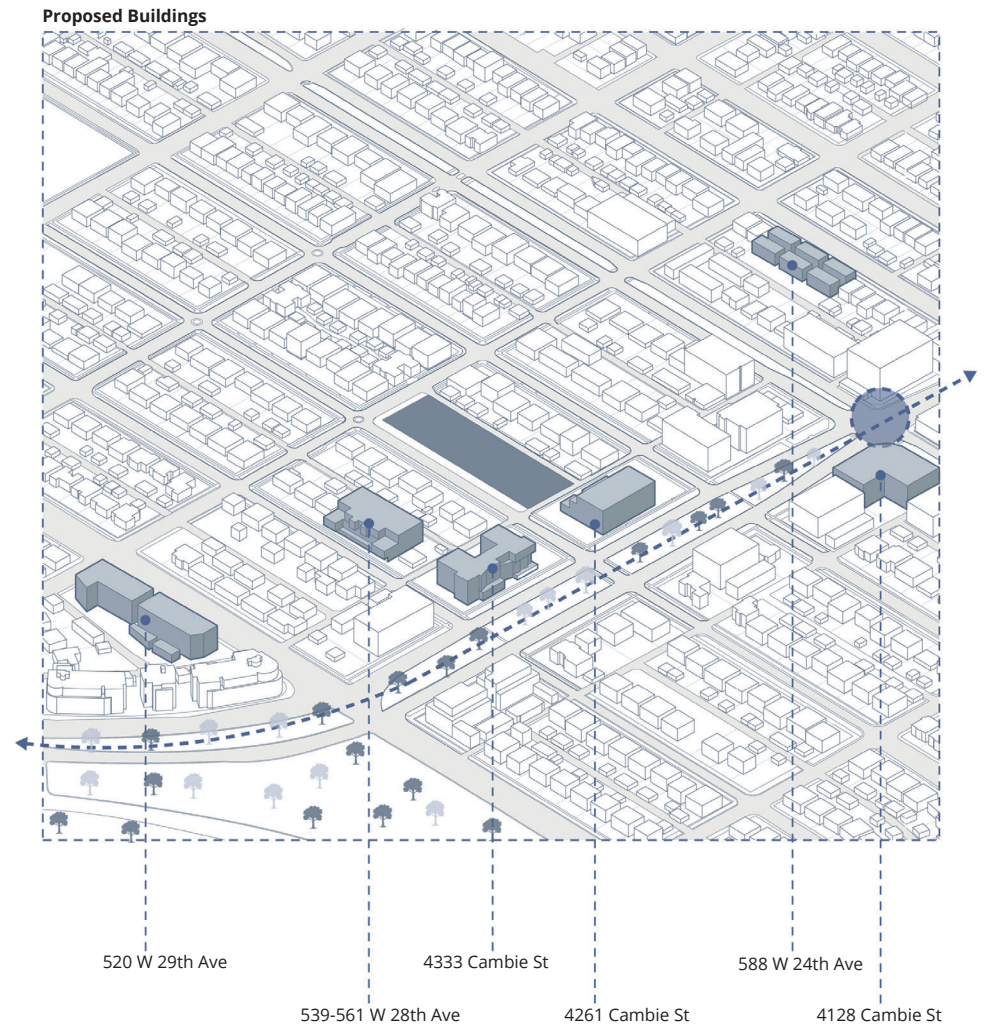 Proposed Buildings
520 W 29th Ave
4333 Cambie St
588 W 24th Ave
539-561 W 28th Ave
4261 Cambie St
4128 Cambie St